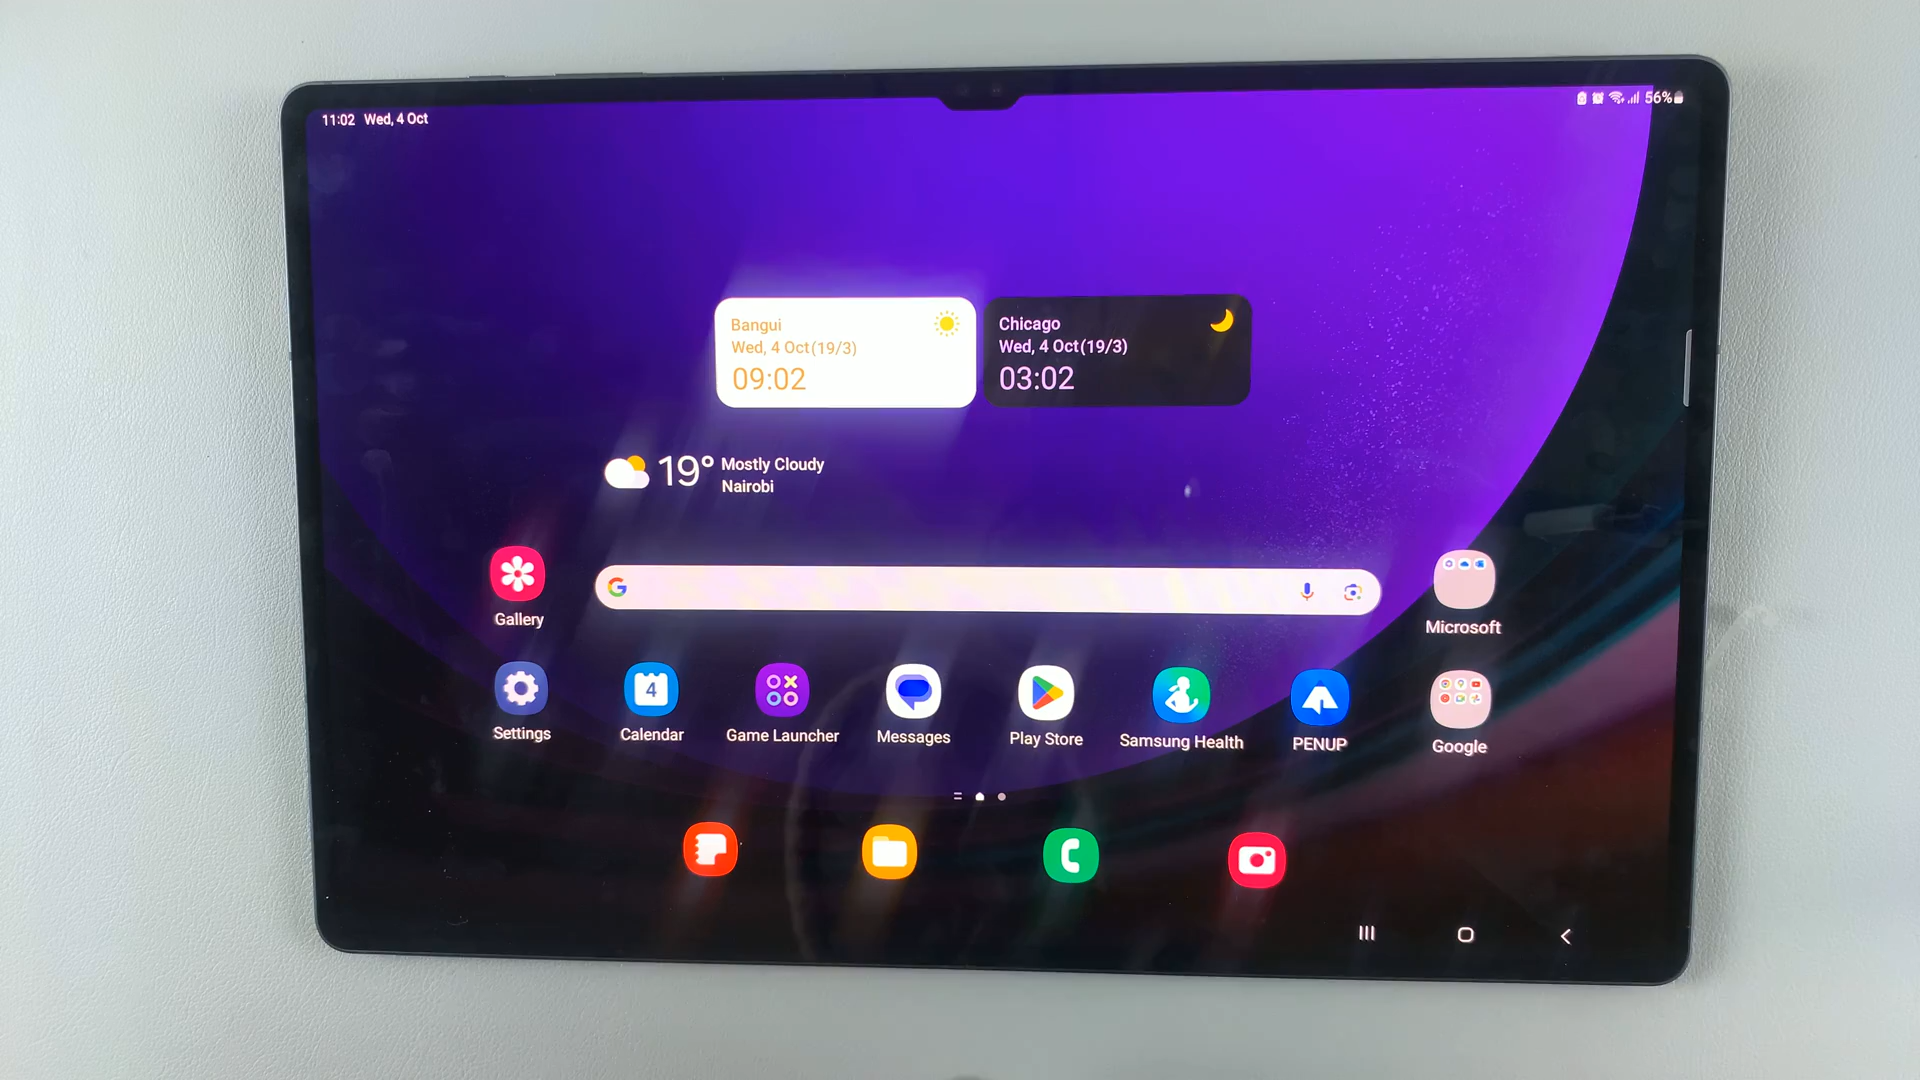 11:02 Wed, 4 Oct
56%
Bangui
Wed, 4 Oct(19/3)
09:02
Chicago
Wed, 4 Oct(19/3)
03:02
19° Mostly Cloudy
Nairobi
G
Gallery
Microsoft
4
Settings
Calendar
Game Launcher
Messages
Play Store
Samsung Health
PENUP
Google